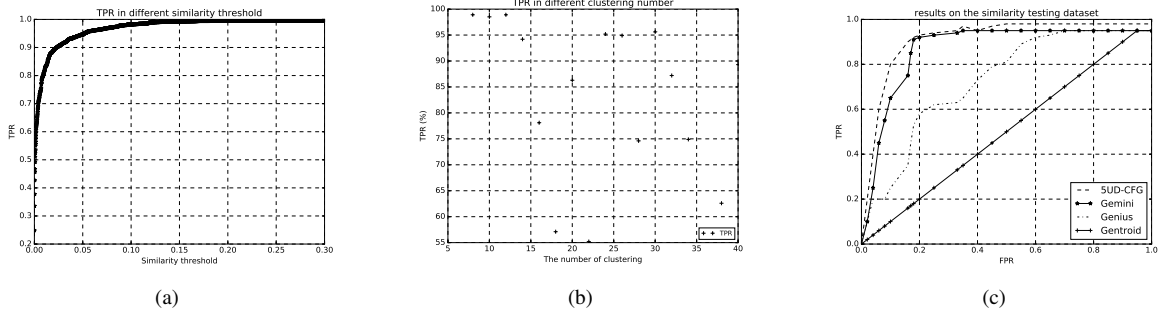 TPR in different similarity threshold
1.0
0.9
0.8
0.7
0.6
0.5
0.4
0.3
0.2
TPR
0.00
0.05
0.10
0.15
0.20
0.25
0.30
Similarity threshold
(a)
TPR in different clustering number
100
95
90
85
80
75
70
65
60
55
TPR (%)
TPR
5
10
15
20
25
30
35
40
The number of clustering
(b)
results on the similarity testing dataset
1.0
0.8
0.6
0.4
0.2
0.0
TPR
5UD-CFG
Gemini
Genius
Gentroid
0.0
0.2
0.4
0.6
0.8
1.0
FPR
(c)